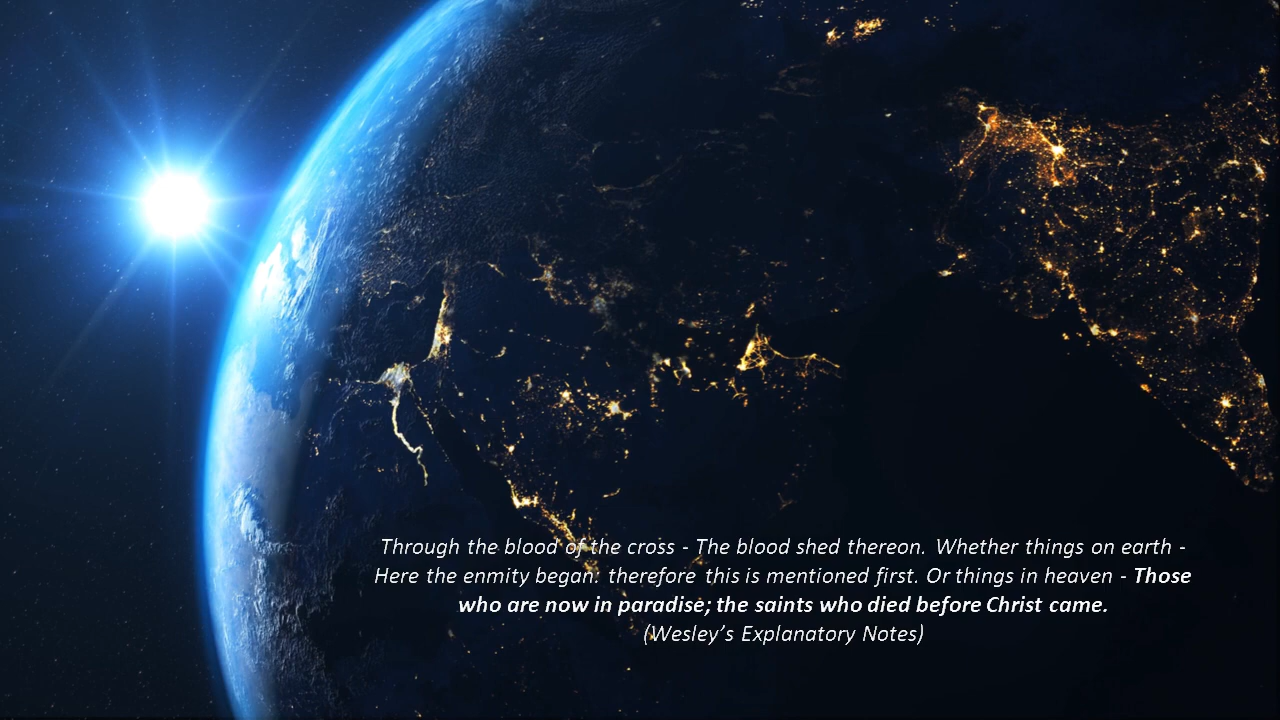 Through the blood of the cross - The blood shed thereon. Whether things on earth -
Here the enmity began: therefore this is mentioned first. Or things in heaven - Those
who are now in paradise; the saints who died before Christ came.
(Wesley’s Explanatory Notes)